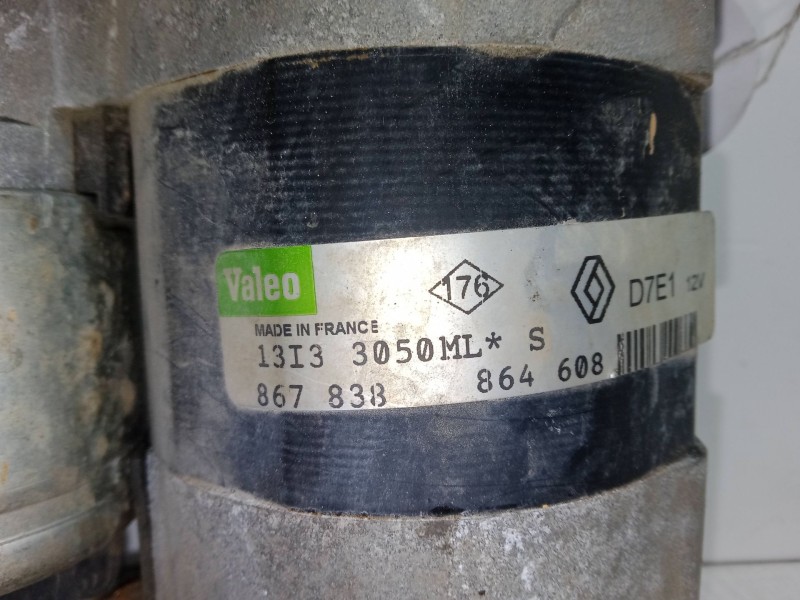 Valeo
176
D7E1 12V
MADE IN FRANCE
13I3 3050ML* S
867 838 864 608